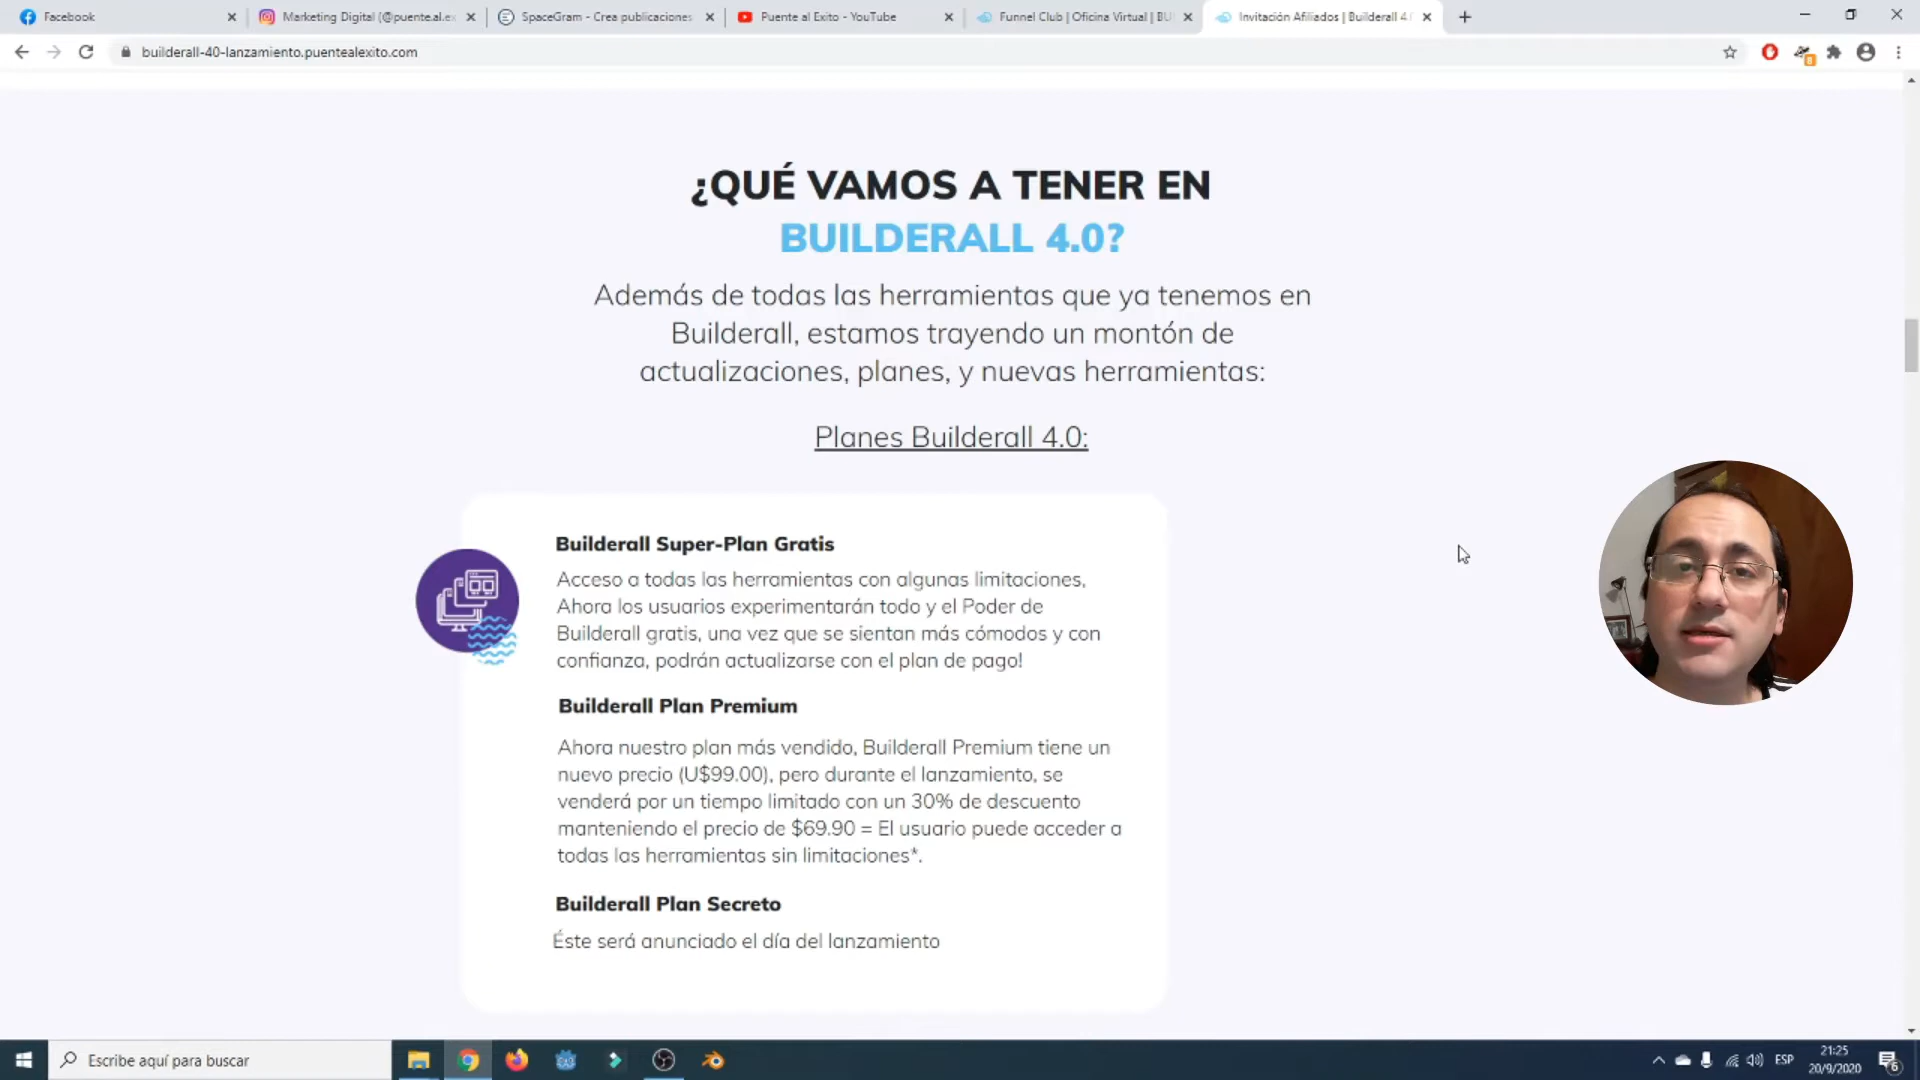 Facebook
Marketing Digital (@puente.al.ex
SpaceGram - Crea publicaciones
Puente al Exito - YouTube
Funnel Club | Oficina Virtual | BU
Invitación Afiliados | Builderall 4.0
builderall-40-lanzamiento.puentealexito.com
¿QUÉ VAMOS A TENER EN
BUILDERALL 4.0?
Además de todas las herramientas que ya tenemos en
Builderall, estamos trayendo un montón de
actualizaciones, planes, y nuevas herramientas:
Planes Builderall 4.0:
Builderall Super-Plan Gratis
Acceso a todas las herramientas con algunas limitaciones,
Ahora los usuarios experimentarán todo y el Poder de
Builderall gratis, una vez que se sientan más cómodos y con
confianza, podrán actualizarse con el plan de pago!
Builderall Plan Premium
Ahora nuestro plan más vendido, Builderall Premium tiene un
nuevo precio (U$99.00), pero durante el lanzamiento, se
venderá por un tiempo limitado con un 30% de descuento
manteniendo el precio de $69.90 = El usuario puede acceder a
todas las herramientas sin limitaciones*.
Builderall Plan Secreto
Éste será anunciado el día del lanzamiento
Escribe aquí para buscar
ESP
21:25
20/9/2020
6